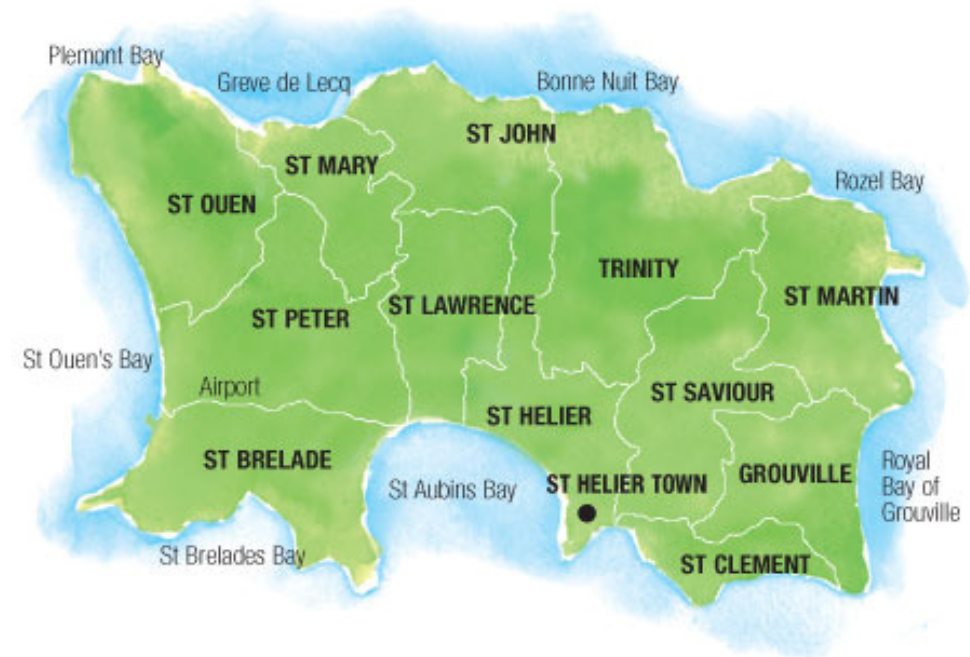 Plemont Bay
Greve de Lecq
Bonne Nuit Bay
ST JOHN
ST MARY
Rozel Bay
ST OUEN
TRINITY
ST MARTIN
ST LAWRENCE
ST PETER
St Ouen's Bay
Airport
ST SAVIOUR
ST HELIER
ST BRELADE
St Aubins Bay
ST HELIER TOWN
GROUVILLE
Royal
Bay of
Grouville
St Brelades Bay
ST CLEMENT